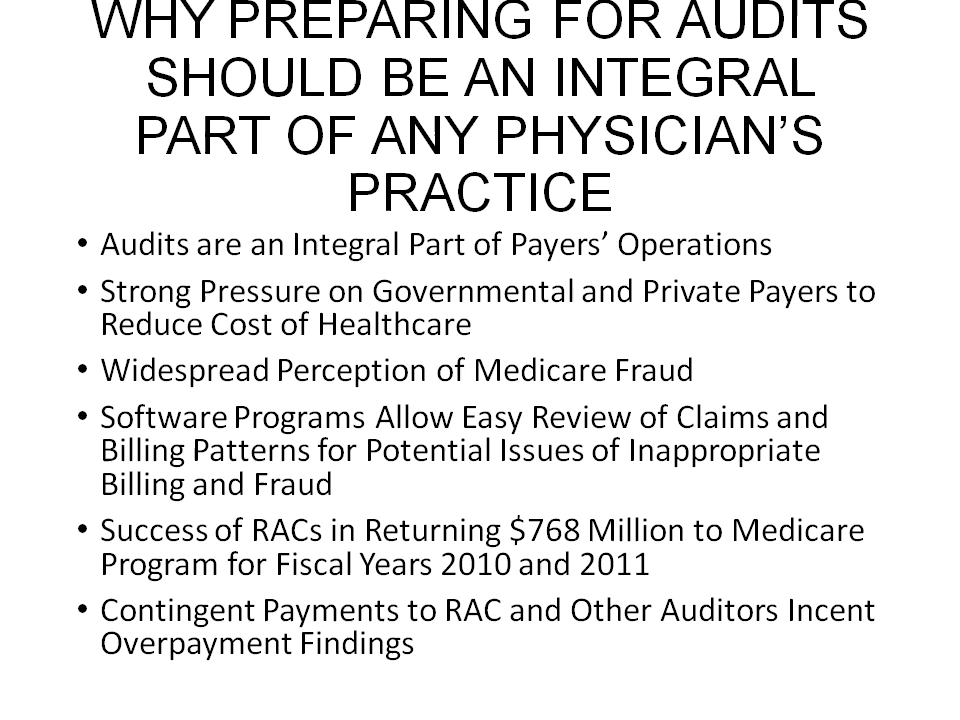 WHY PREPARING FOR AUDITS
SHOULD BE AN INTEGRAL
PART OF ANY PHYSICIAN’S
PRACTICE
• Audits are an Integral Part of Payers’ Operations
• Strong Pressure on Governmental and Private Payers to
Reduce Cost of Healthcare
• Widespread Perception of Medicare Fraud
• Software Programs Allow Easy Review of Claims and
Billing Patterns for Potential Issues of Inappropriate
Billing and Fraud
• Success of RACs in Returning $768 Million to Medicare
Program for Fiscal Years 2010 and 2011
• Contingent Payments to RAC and Other Auditors Incent
Overpayment Findings